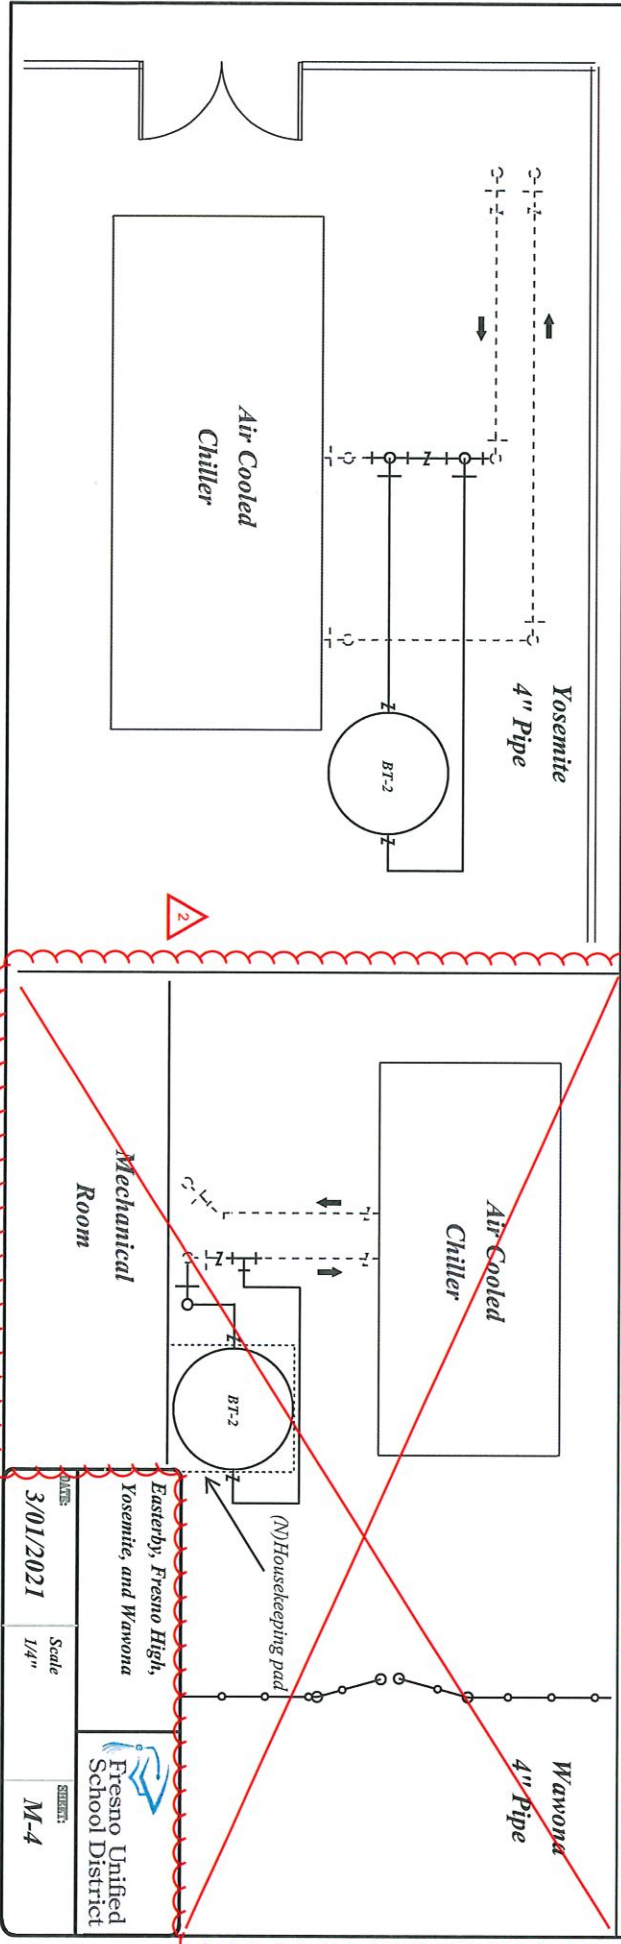 Yosemite
4" Pipe
Air Cooled
Chiller
BT-2
2
Wawona
4" Pipe
Air Cooled
Chiller
Mechanical
Room
BT-2
(N)Housekeeping pad
Easterby, Fresno High,
Yosemite, and Wawona
Fresno Unified
School District
DATE:
3/01/2021
Scale
1/4"
SHEET:
M-4